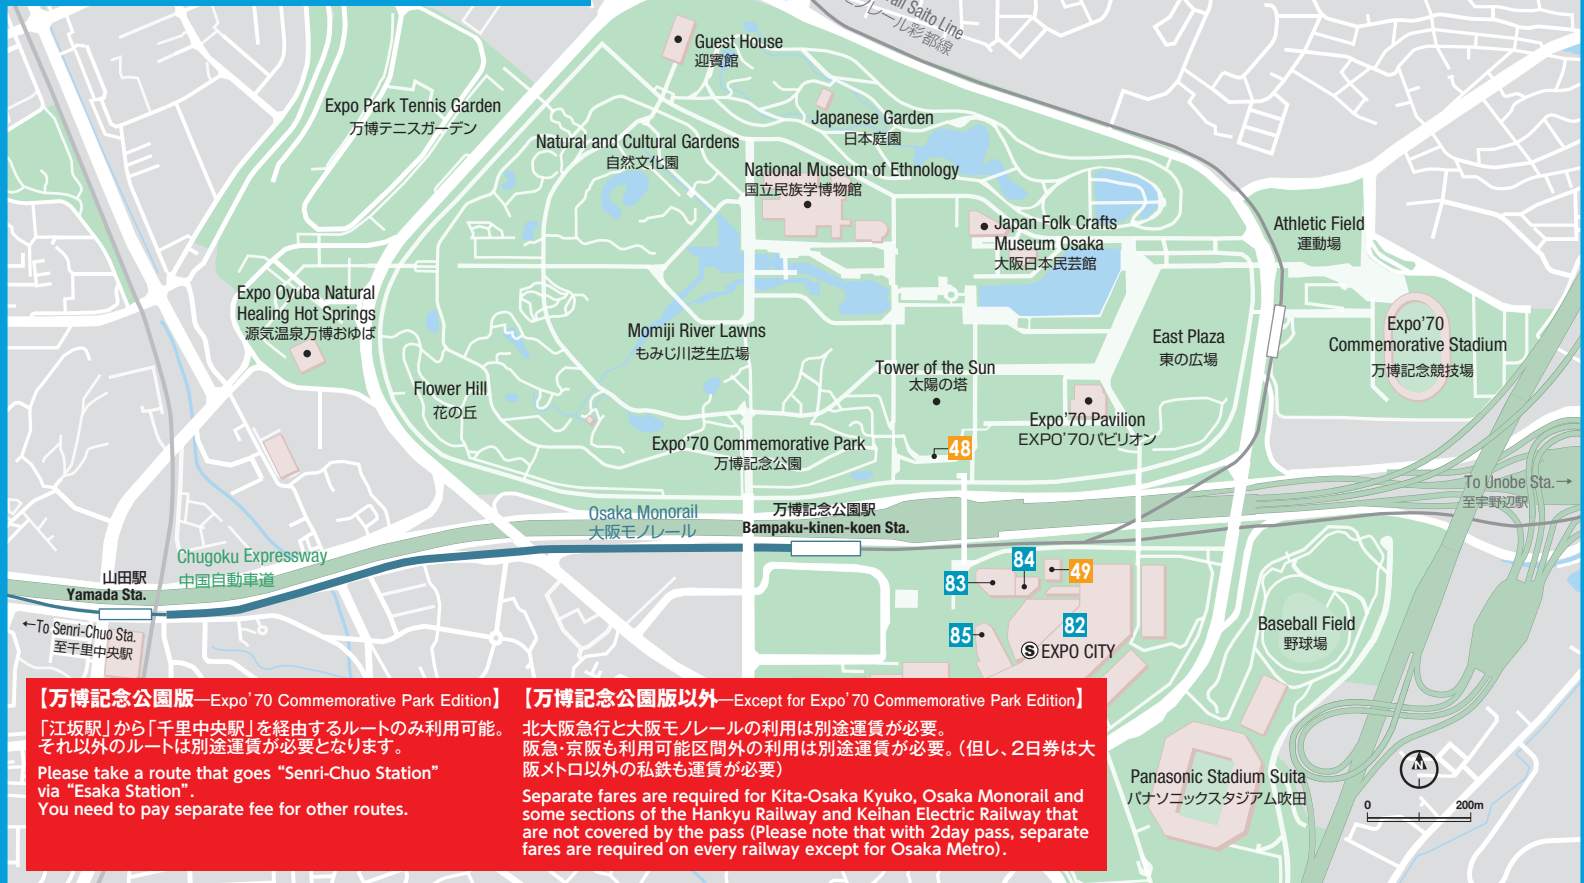 ail Saito Line
モノレール彩都線
Guest House
迎賓館
Expo Park Tennis Garden
万博テニスガーデン
Japanese Garden
日本庭園
Natural and Cultural Gardens
自然文化園
National Museum of Ethnology
国立民族学博物館
Japan Folk Crafts
Museum Osaka
大阪日本民芸館
Athletic Field
運動場
Expo Oyuba Natural
Healing Hot Springs
源気温泉万博おゆば
Momiji River Lawns
もみじ川芝生広場
East Plaza
東の広場
Expo'70
Commemorative Stadium
万博記念競技場
Tower of the Sun
太陽の塔
Flower Hill
花の丘
Expo'70 Pavilion
EXPO'70パビリオン
Expo'70 Commemorative Park
万博記念公園
48
To Unobe Sta.→
至宇野辺駅
Osaka Monorail
大阪モノレール
万博記念公園駅
Bampaku-kinen-koen Sta.
Chugoku Expressway
中国自動車道
山田駅
Yamada Sta.
←To Senri-Chuo Sta.
至千里中央駅
84
83
49
85
82
Ⓢ EXPO CITY
Baseball Field
野球場
Panasonic Stadium Suita
パナソニックスタジアム吹田
N
0 200m
【万博記念公園版—Expo'70 Commemorative Park Edition】
「江坂駅」から「千里中央駅」を経由するルートのみ利用可能。
それ以外のルートは別途運賃が必要となります。
Please take a route that goes “Senri-Chuo Station”
via “Esaka Station”.
You need to pay separate fee for other routes.
【万博記念公園版以外—Except for Expo'70 Commemorative Park Edition】
北大阪急行と大阪モノレールの利用は別途運賃が必要。
阪急・京阪も利用可能区間外の利用は別途運賃が必要。（但し、2日券は大
阪メトロ以外の私鉄も運賃が必要）
Separate fares are required for Kita-Osaka Kyuko, Osaka Monorail and
some sections of the Hankyu Railway and Keihan Electric Railway that
are not covered by the pass (Please note that with 2day pass, separate
fares are required on every railway except for Osaka Metro).